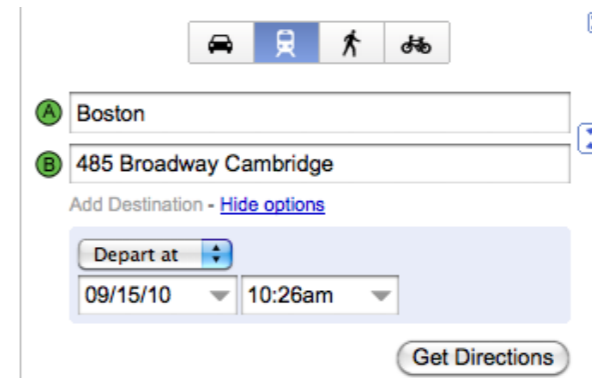 A Boston
B 485 Broadway Cambridge
Add Destination - Hide options
Depart at
09/15/10 10:26am
Get Directions